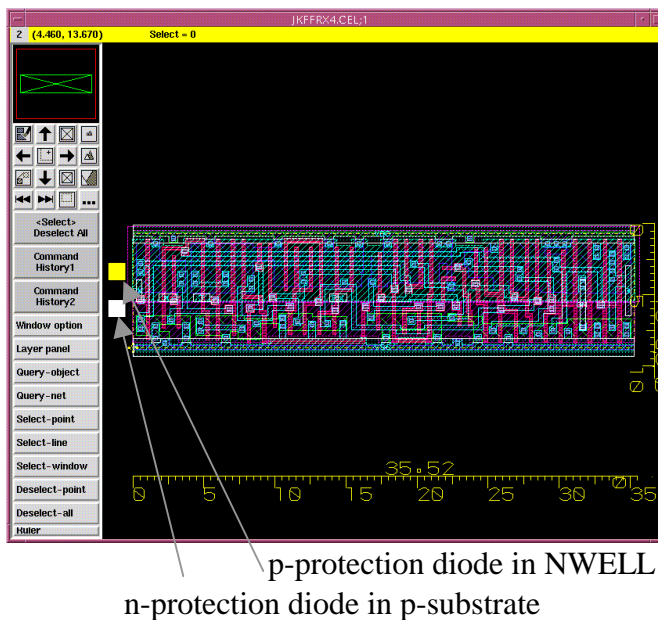 JKFFRX4.CEL;1
2 (4.460, 13.670) Select = 0
<Select>
Deselect All
Command
History1
Command
History2
Window option
Layer panel
Query-object
Query-net
Select-point
Select-line
Select-window
Deselect-point
Deselect-all
Ruler
35.52
0 5 10 15 20 25 30 35
p-protection diode in NWELL
n-protection diode in p-substrate